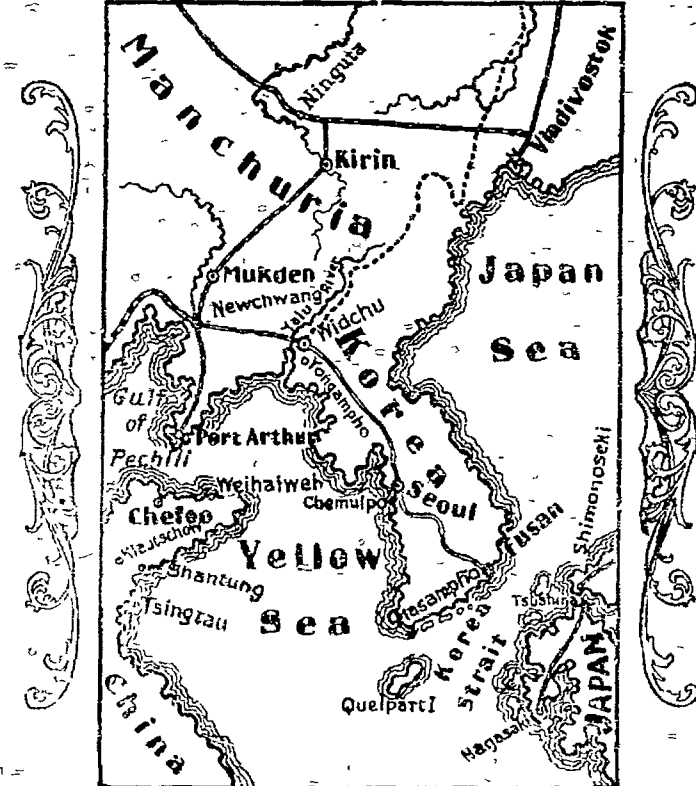 Manchuria
Ninguta
Vladivostok
Kirin
Mukden
Newchwang
Yalu River
Widchu
Yongampho
Japan
Sea
Korea
Gulf
of
Pechili
Port Arthur
Weihaiweh
Chemulpo
Seoul
Chefoo
Kiautschou
Shantung
Tsingtau
Yellow
Sea
Fusan
Masampho
Shimonoseki
Tsushima
Korea
Strait
Quelpart I
Nagasaki
JAPAN
China